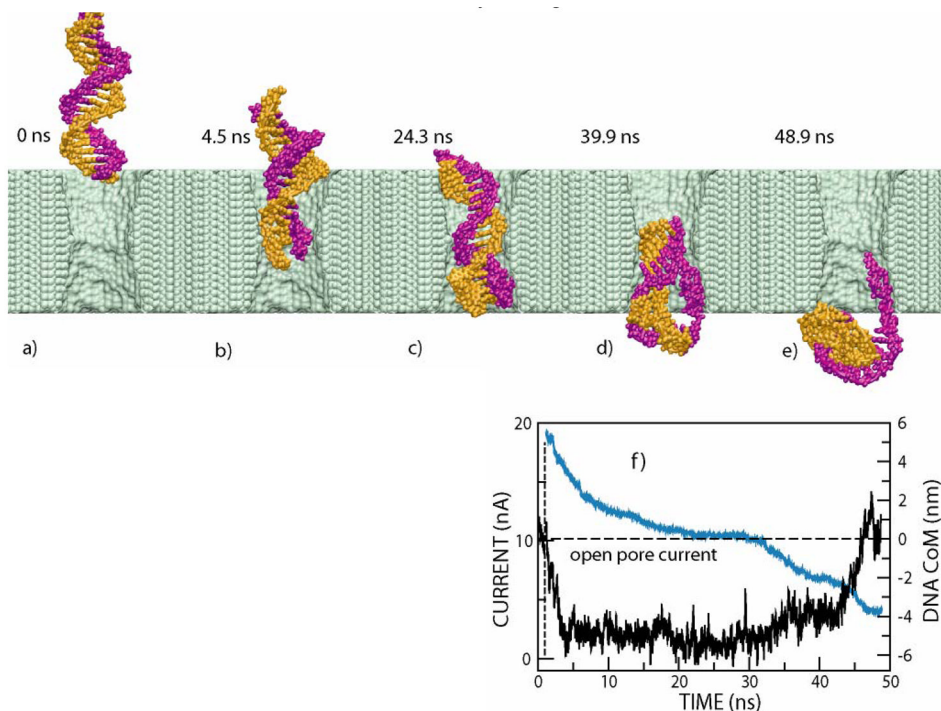 0 ns 4.5 ns 24.3 ns 39.9 ns 48.9 ns
a) b) c) d) e)
f)
20
10
0
CURRENT (nA)
open pore current
6
4
2
0
-2
-4
-6
DNA CoM (nm)
0 10 20 30 40 50
TIME (ns)